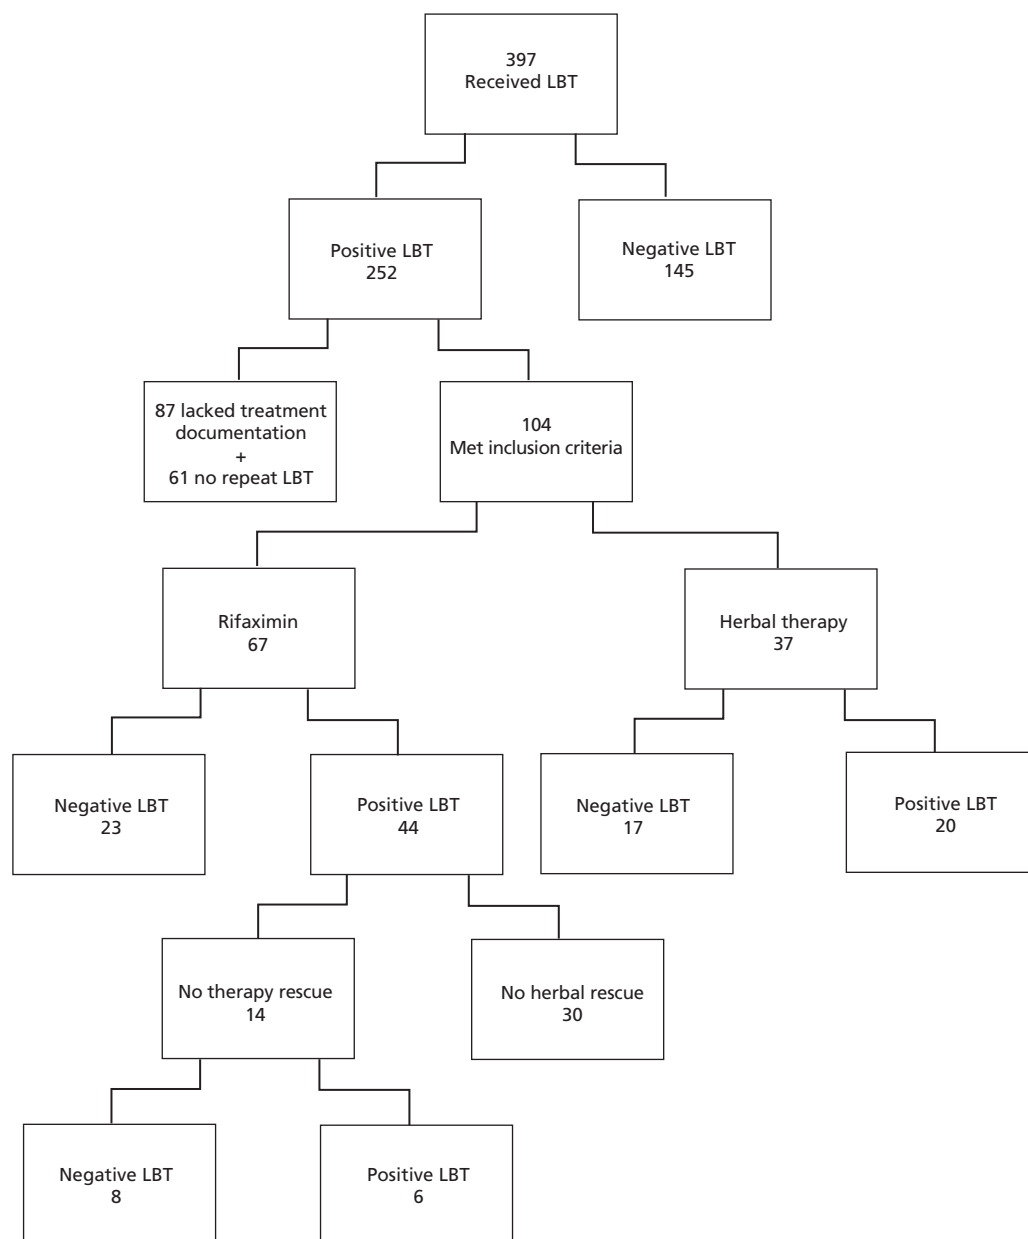 397
Received LBT
Positive LBT
252
Negative LBT
145
87 lacked treatment
documentation
+
61 no repeat LBT
104
Met inclusion criteria
Rifaximin
67
Herbal therapy
37
Negative LBT
23
Positive LBT
44
Negative LBT
17
Positive LBT
20
No therapy rescue
14
No herbal rescue
30
Negative LBT
8
Positive LBT
6